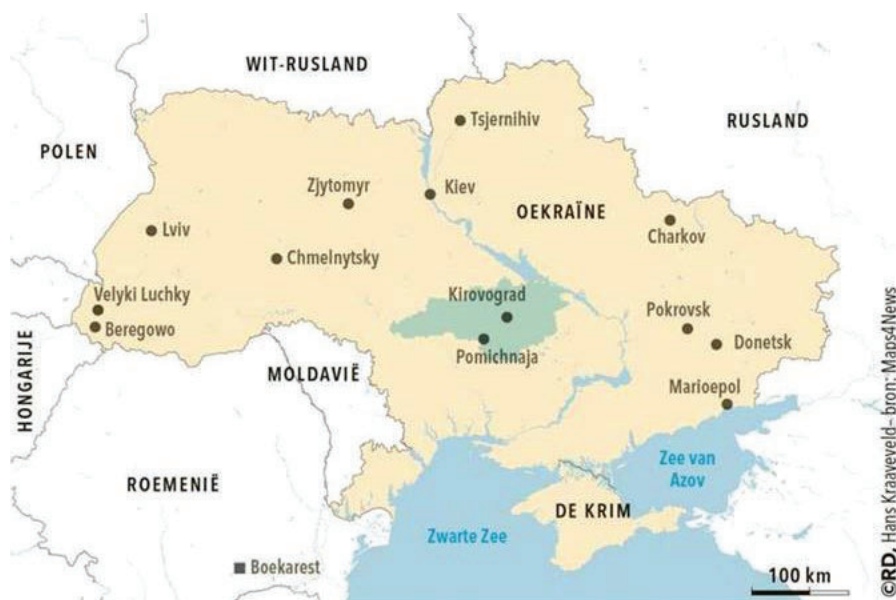 WIT-RUSLAND
Tsjernihiv
RUSLAND
POLEN
Zjytomyr
Kiev
OEKRAÏNE
Lviv
Charkov
Chmelnytsky
Velyki Luchky
Kirovograd
Beregowo
Pokrovsk
Donetsk
Pomichnaja
HONGARIJE
MOLDAVIË
Marioepol
Zee van
Azov
ROEMENIË
DE KRIM
Zwarte Zee
Boekarest
100 km
©RD, Hans Kraayeveld – bron: Maps4News